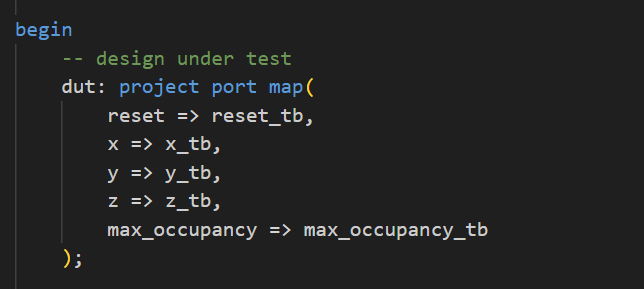 begin
-- design under test
dut: project port map(
reset => reset_tb,
x => x_tb,
y => y_tb,
z => z_tb,
max_occupancy => max_occupancy_tb
);